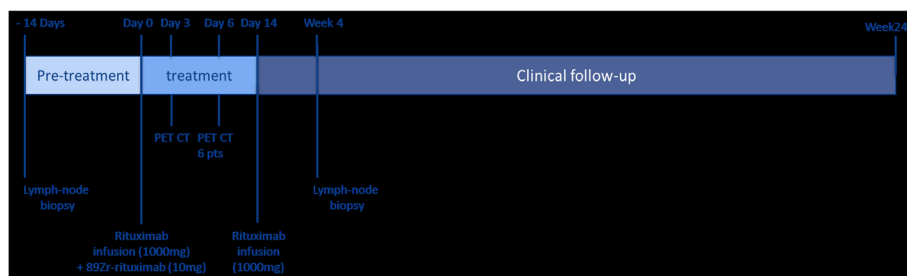 - 14 Days
Day 0
Day 3
Day 6
Day 14
Week 4
Week24
Pre-treatment
treatment
Clinical follow-up
PET CT
PET CT
6 pts
Lymph-node
biopsy
Lymph-node
biopsy
Rituximab
infusion (1000mg)
+ 89Zr-rituximab (10mg)
Rituximab
infusion
(1000mg)